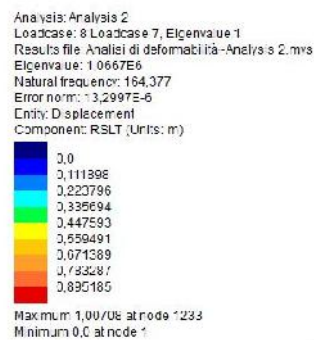 Analysis: Analysis 2
Loadcase: 8 Loadcase 7, Eigenvalue 1
Results file: Analisi di deformabilità~Analysis 2.mys
Eigenvalue: 1,0667E6
Natural frequency: 164,377
Error norm: 13,2997E-6
Entity: Displacement
Component: RSLT (Units: m)
0,0
0,111898
0,223796
0,335694
0,447593
0,559491
0,671389
0,783287
0,895185
Maximum 1,00708 at node 1233
Minimum 0,0 at node 1